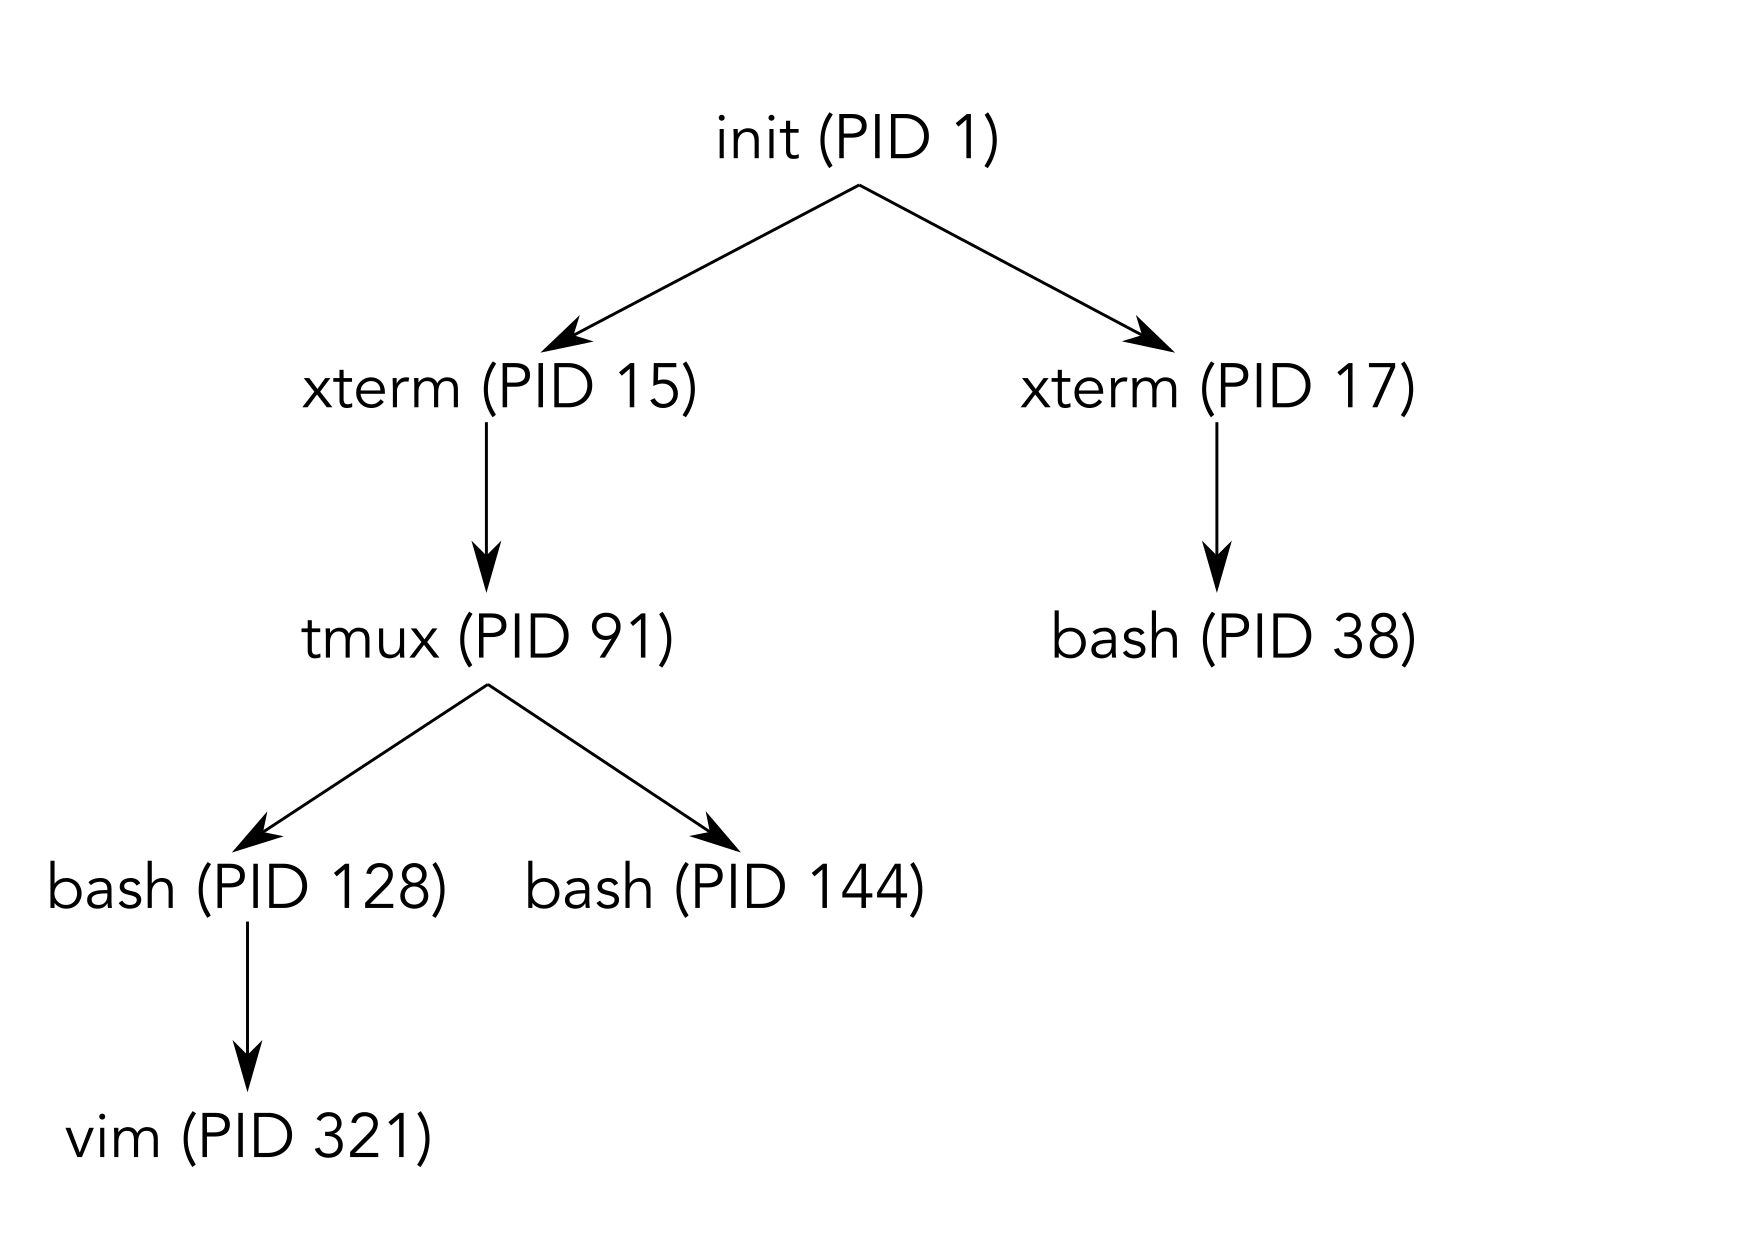 init (PID 1)
xterm (PID 15)
xterm (PID 17)
tmux (PID 91)
bash (PID 38)
bash (PID 128)
bash (PID 144)
vim (PID 321)